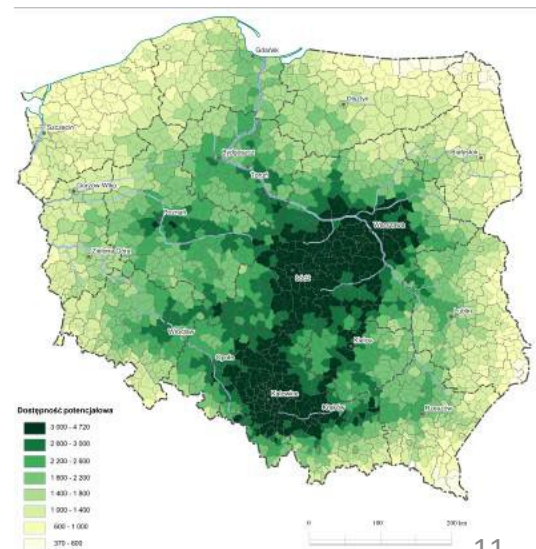 Gdańsk
Olsztyn
Szczecin
Białystok
Bydgoszcz
Toruń
Gorzów Wlkp.
Poznań
Warszawa
Zielona Góra
Łódź
Lublin
Wrocław
Kielce
Opole
Katowice
Kraków
Rzeszów
Dostępność potencjałowa
3 000 - 4 720
2 600 - 3 000
2 200 - 2 600
1 800 - 2 200
1 400 - 1 800
1 000 - 1 400
600 - 1 000
370 - 600
0 100 200 km
11